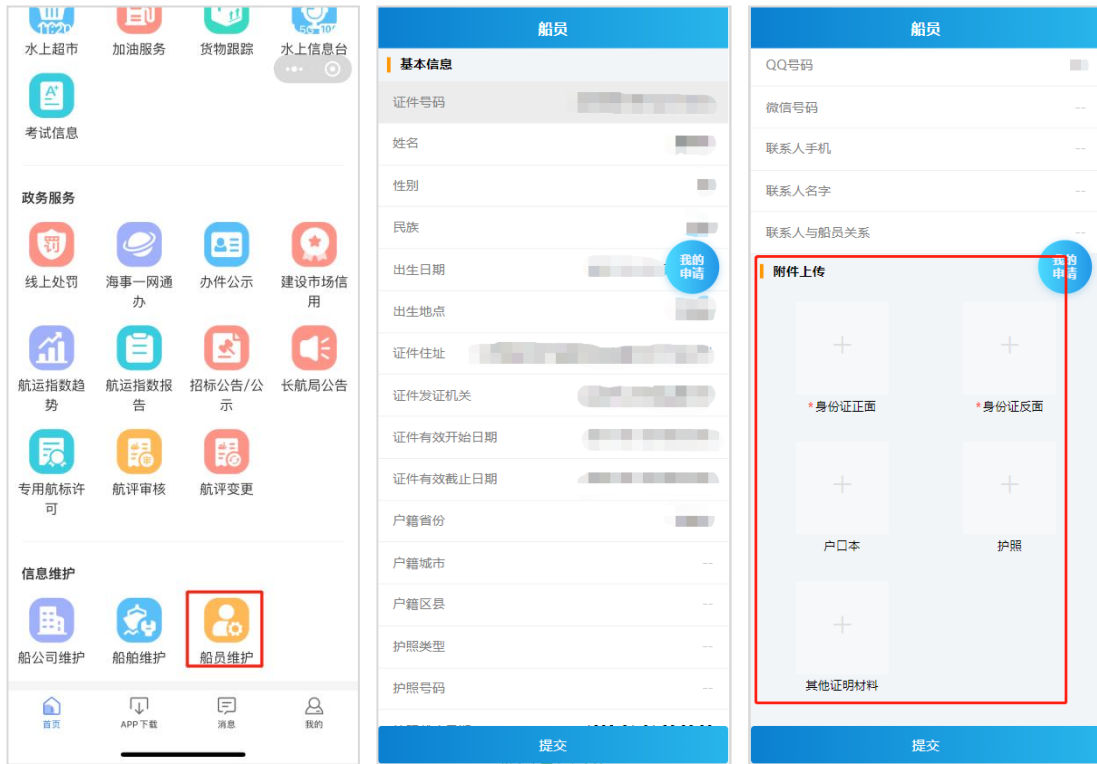 水上超市
加油服务
货物跟踪
水上信息台
考试信息
政务服务
罚
线上处罚
海事一网通
办
办件公示
建设市场信
用
航运指数趋
势
航运指数报
告
招标公告/公
示
长航局公告
专用航标许
可
航评审核
航评变更
信息维护
船公司维护
船舶维护
船员维护
首页
APP下载
消息
我的
船员
基本信息
证件号码
姓名
性别
民族
出生日期
我的
申请
出生地点
证件住址
证件发证机关
证件有效开始日期
证件有效截止日期
户籍省份
户籍城市 --
户籍区县 --
护照类型 --
护照号码 --
提交
船员
QQ号码
微信号码 --
联系人手机 --
联系人名字 --
联系人与船员关系 --
我的
申请
附件上传
*身份证正面
*身份证反面
户口本
护照
其他证明材料
提交